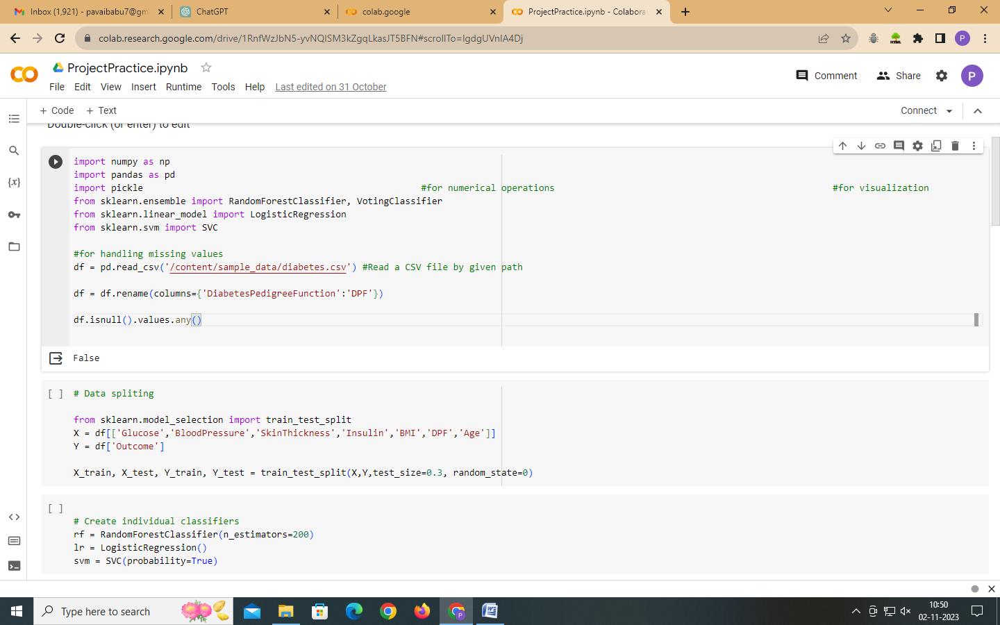 Inbox (1,921) - pavaibabu7@gm
ChatGPT
colab.google
ProjectPractice.ipynb - Colabora
colab.research.google.com/drive/1RnfWzJbN5-yvNQISM3kZgqLkasJT5BFN#scrollTo=IgdgUVnIA4Dj
P
ProjectPractice.ipynb
File Edit View Insert Runtime Tools Help Last edited on 31 October
Comment Share P
+ Code + Text
Connect
Double-click (or enter) to edit
import numpy as np
import pandas as pd
import pickle #for numerical operations #for visualization
from sklearn.ensemble import RandomForestClassifier, VotingClassifier
from sklearn.linear_model import LogisticRegression
from sklearn.svm import SVC
#for handling missing values
df = pd.read_csv('/content/sample_data/diabetes.csv') #Read a CSV file by given path
df = df.rename(columns={'DiabetesPedigreeFunction':'DPF'})
df.isnull().values.any()
False
[ ] # Data spliting
from sklearn.model_selection import train_test_split
X = df[['Glucose','BloodPressure','SkinThickness','Insulin','BMI','DPF','Age']]
Y = df['Outcome']
X_train, X_test, Y_train, Y_test = train_test_split(X,Y,test_size=0.3, random_state=0)
[ ]
# Create individual classifiers
rf = RandomForestClassifier(n_estimators=200)
lr = LogisticRegression()
svm = SVC(probability=True)
{x}
Type here to search
10:50
02-11-2023